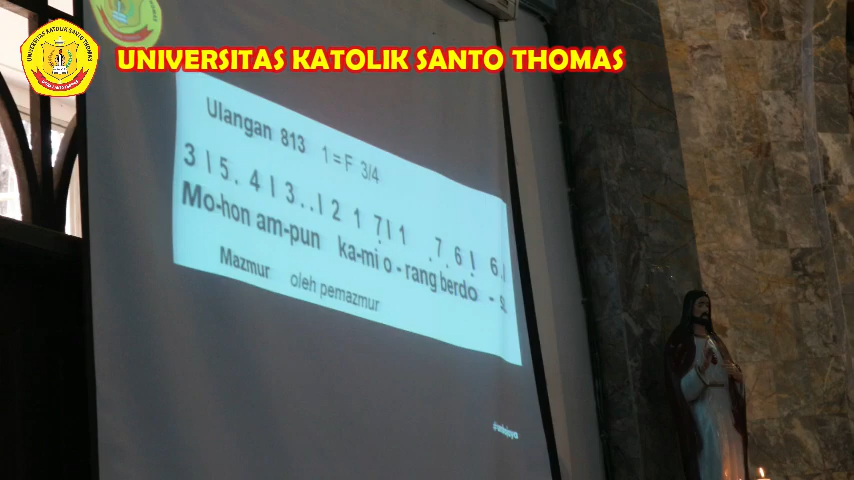 UNIVERSITAS KATOLIK SANTO THOMAS
Ulangan 813 1 = F 3/4
3 | 5 . 4 | 3 . . | 2 1 7 | 1 . 7 6 | 6 .
Mo-hon am-pun ka-mi o - rang berdo - sa
Mazmur oleh pemazmur